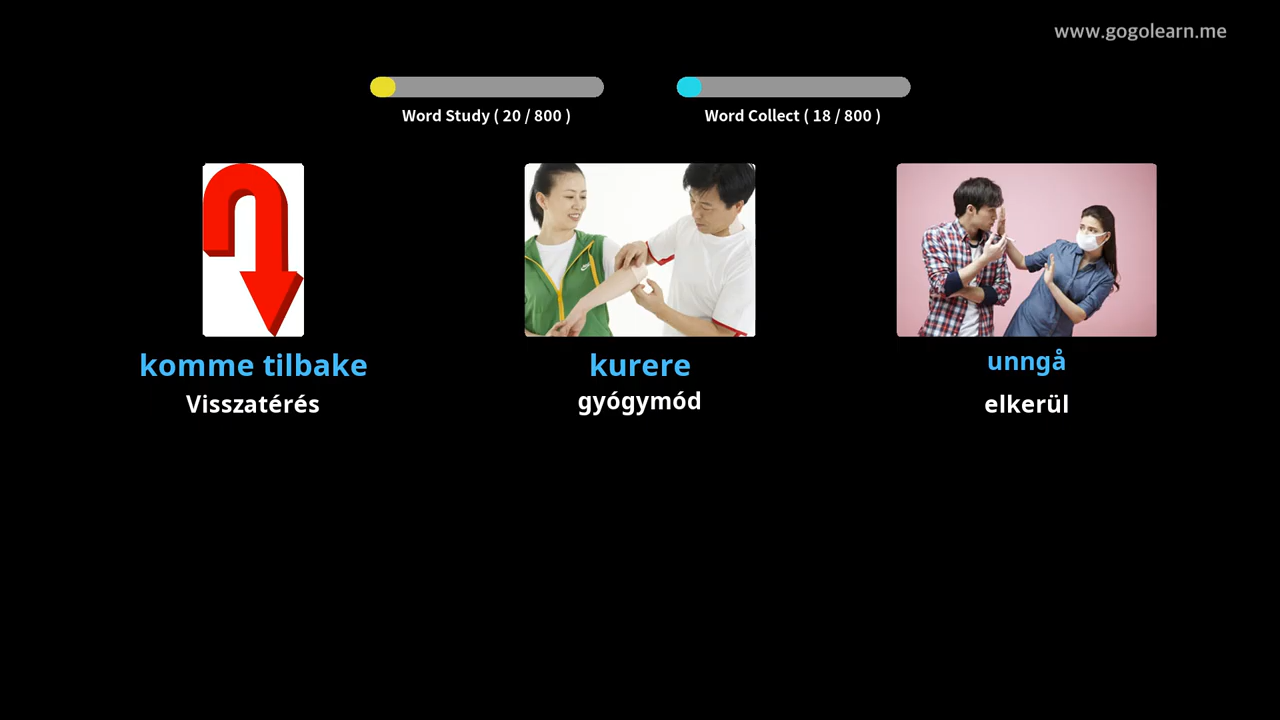 www.gogolearn.me
Word Study ( 20 / 800 )
Word Collect ( 18 / 800 )
komme tilbake
Visszatérés
kurere
gyógymód
unngå
elkerül